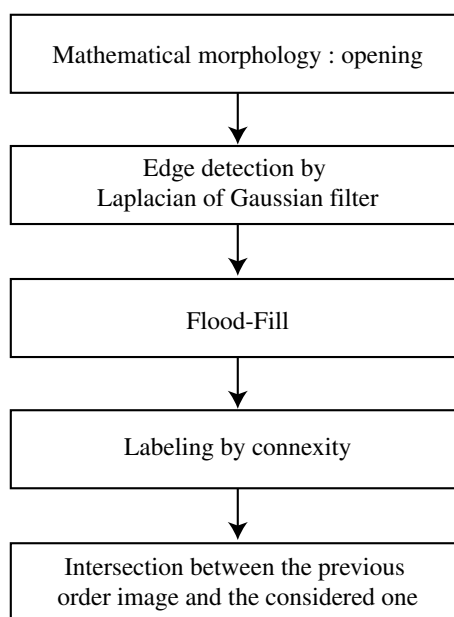 Mathematical morphology : opening
Edge detection by
Laplacian of Gaussian filter
Flood-Fill
Labeling by connexity
Intersection between the previous
order image and the considered one